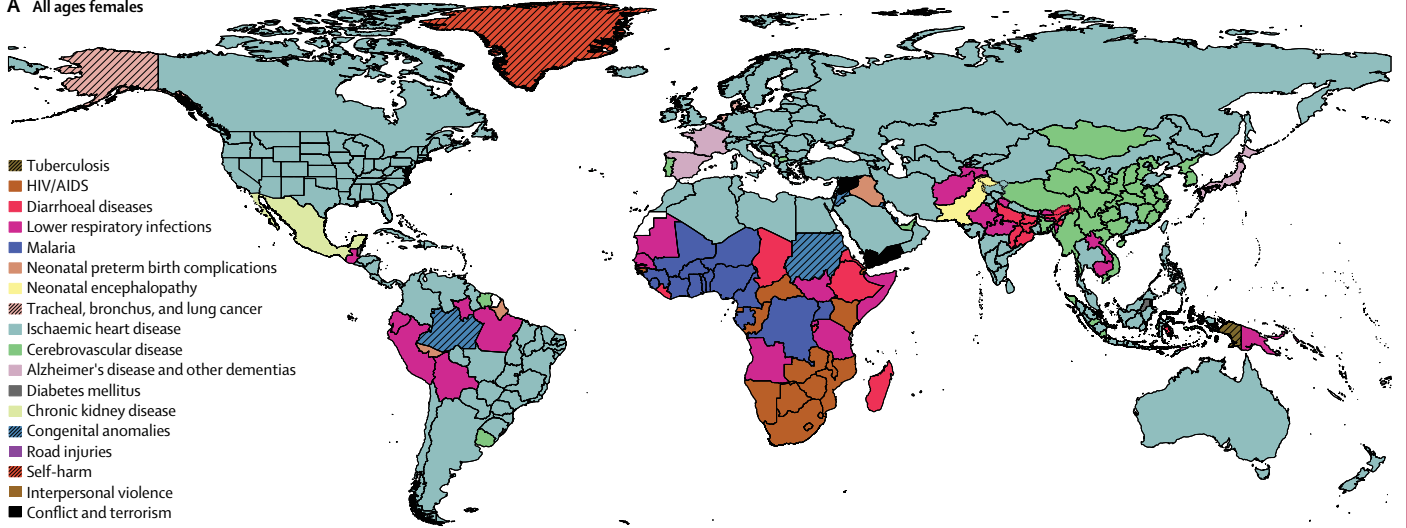 A All ages females
Tuberculosis
HIV/AIDS
Diarrhoeal diseases
Lower respiratory infections
Malaria
Neonatal preterm birth complications
Neonatal encephalopathy
Tracheal, bronchus, and lung cancer
Ischaemic heart disease
Cerebrovascular disease
Alzheimer's disease and other dementias
Diabetes mellitus
Chronic kidney disease
Congenital anomalies
Road injuries
Self-harm
Interpersonal violence
Conflict and terrorism